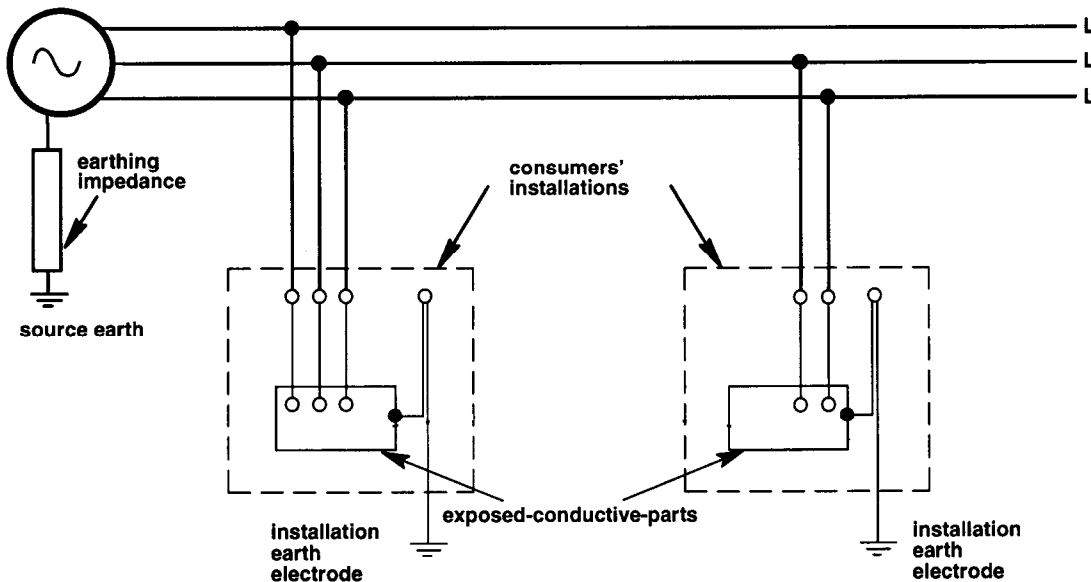 L
L
L
earthing
impedance
consumers'
installations
source earth
exposed-conductive-parts
installation
earth
electrode
installation
earth
electrode